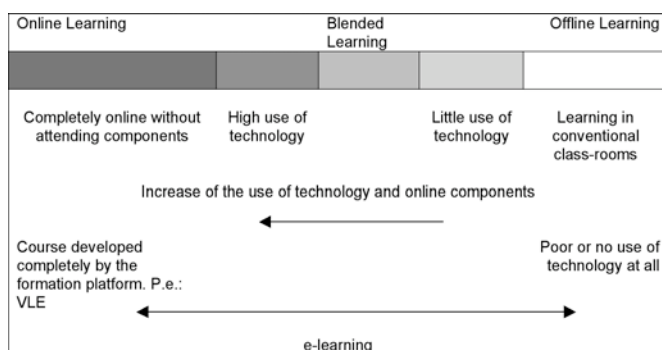 Online Learning
Blended
Learning
Offline Learning
Completely online without
attending components
High use of
technology
Little use of
technology
Learning in
conventional
class-rooms
Increase of the use of technology and online components
Course developed
completely by the
formation platform. P.e.:
VLE
Poor or no use of
technology at all
e-learning